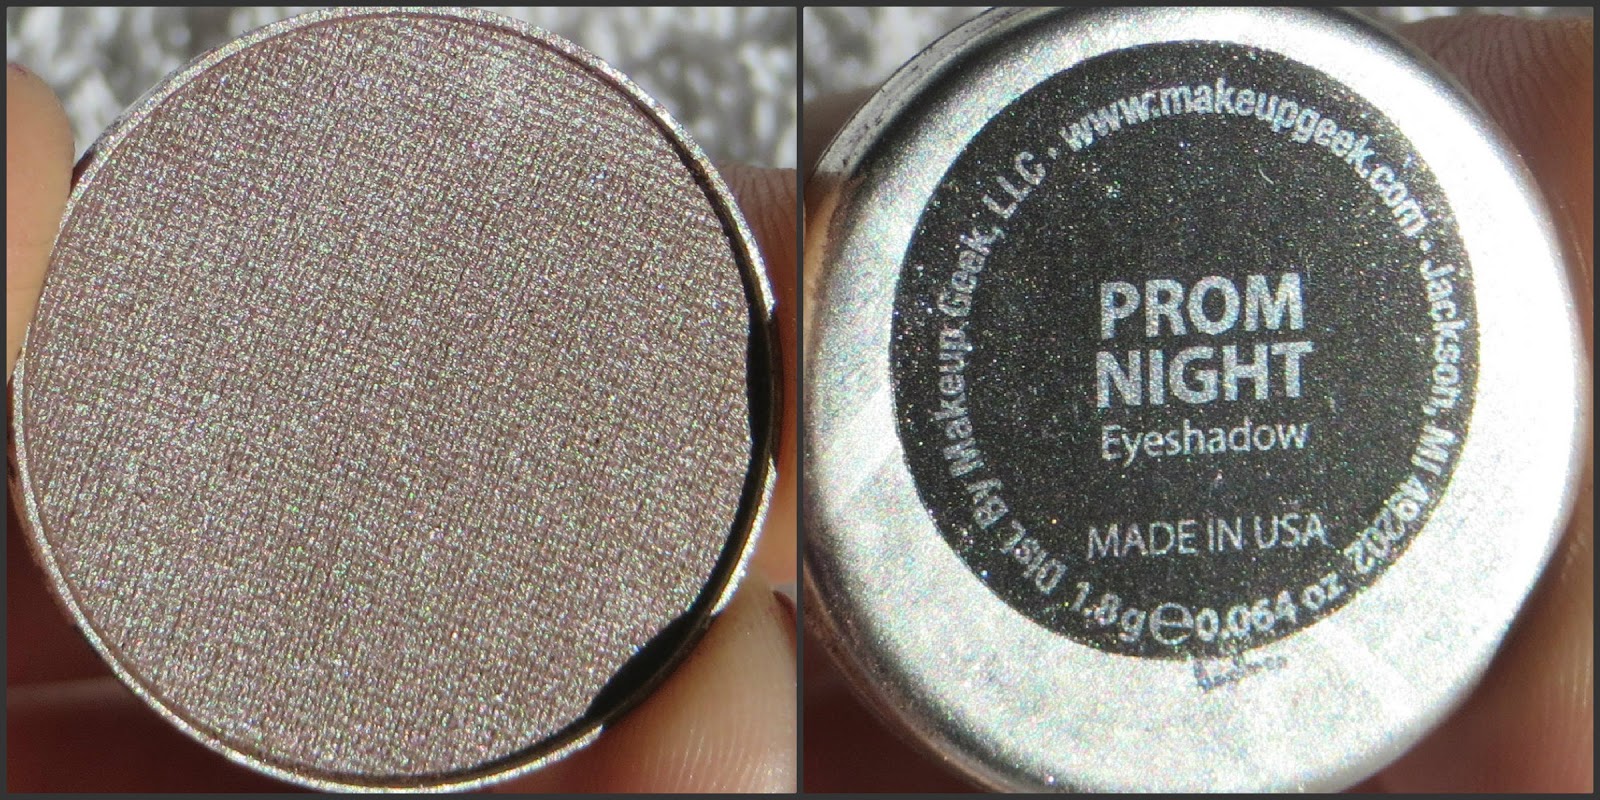 PROM
NIGHT
Eyeshadow
MADE IN USA
Dist. By Makeup Geek, LLC • www.makeupgeek.com • Jackson, MI 49202
1.8 g ℮ 0.064 oz